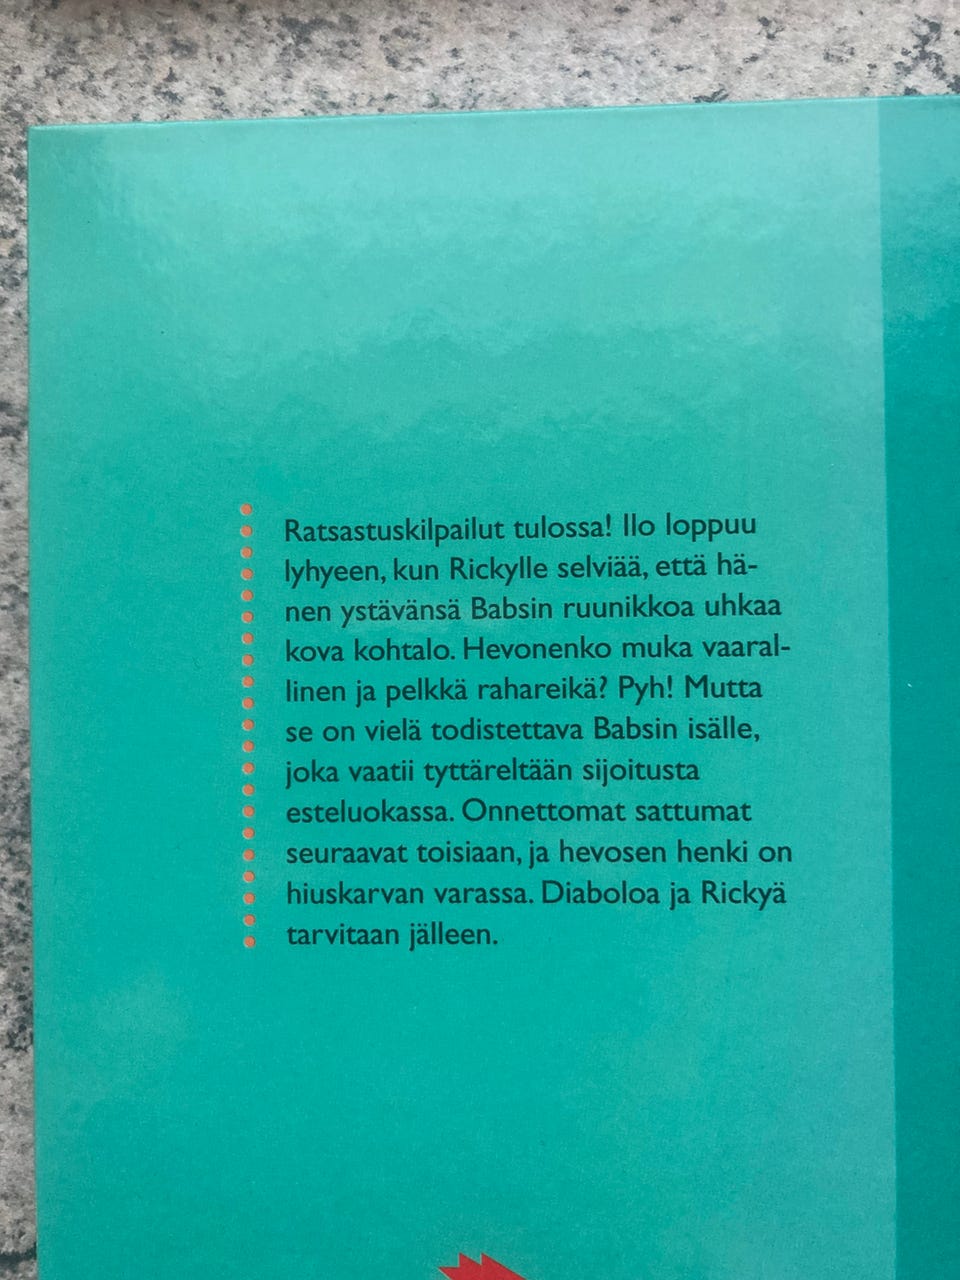 Ratsastuskilpailut tulossa! Ilo loppuu
lyhyeen, kun Rickylle selviää, että hä-
nen ystävänsä Babsin ruunikkoa uhkaa
kova kohtalo. Hevonenko muka vaaral-
linen ja pelkkä rahareikä? Pyh! Mutta
se on vielä todistettava Babsin isälle,
joka vaatii tyttäreltään sijoitusta
esteluokassa. Onnettomat sattumat
seuraavat toisiaan, ja hevosen henki on
hiuskarvan varassa. Diaboloa ja Rickyä
tarvitaan jälleen.